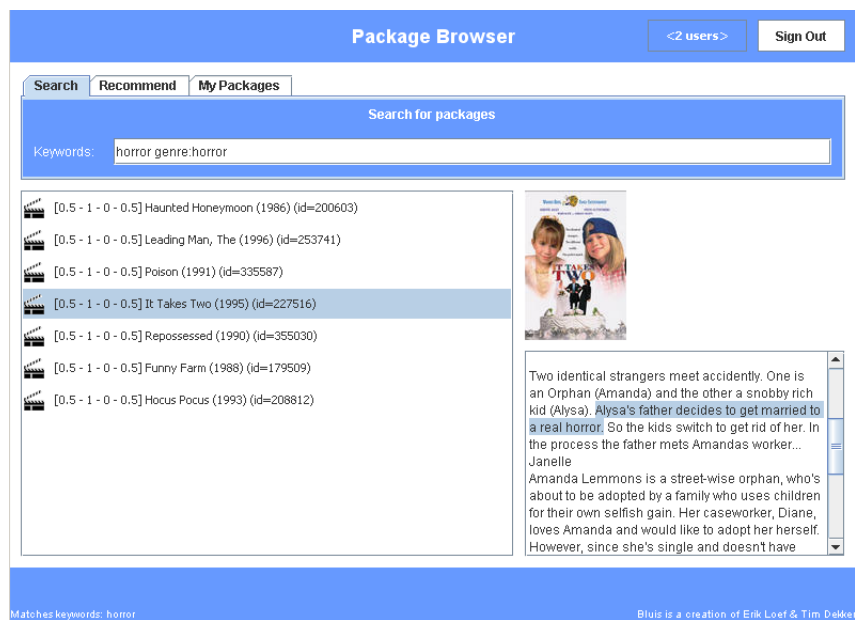 Package Browser
<2 users>
Sign Out
Search
Recommend
My Packages
Search for packages
Keywords:
horror genre:horror
[0.5 - 1 - 0 - 0.5] Haunted Honeymoon (1986) (id=200603)
[0.5 - 1 - 0 - 0.5] Leading Man, The (1996) (id=253741)
[0.5 - 1 - 0 - 0.5] Poison (1991) (id=335587)
[0.5 - 1 - 0 - 0.5] It Takes Two (1995) (id=227516)
[0.5 - 1 - 0 - 0.5] Repossessed (1990) (id=355030)
[0.5 - 1 - 0 - 0.5] Funny Farm (1988) (id=179509)
[0.5 - 1 - 0 - 0.5] Hocus Pocus (1993) (id=208812)
IT TAKES
TWO
Two identical strangers meet accidently. One is
an Orphan (Amanda) and the other a snobby rich
kid (Alysa). Alysa's father decides to get married to
a real horror. So the kids switch to get rid of her. In
the process the father mets Amandas worker...
Janelle
Amanda Lemmons is a street-wise orphan, who's
about to be adopted by a family who uses children
for their own selfish gain. Her caseworker, Diane,
loves Amanda and would like to adopt her herself.
However, since she's single and doesn't have
Matches keywords: horror
Bluis is a creation of Erik Loef & Tim Dekker